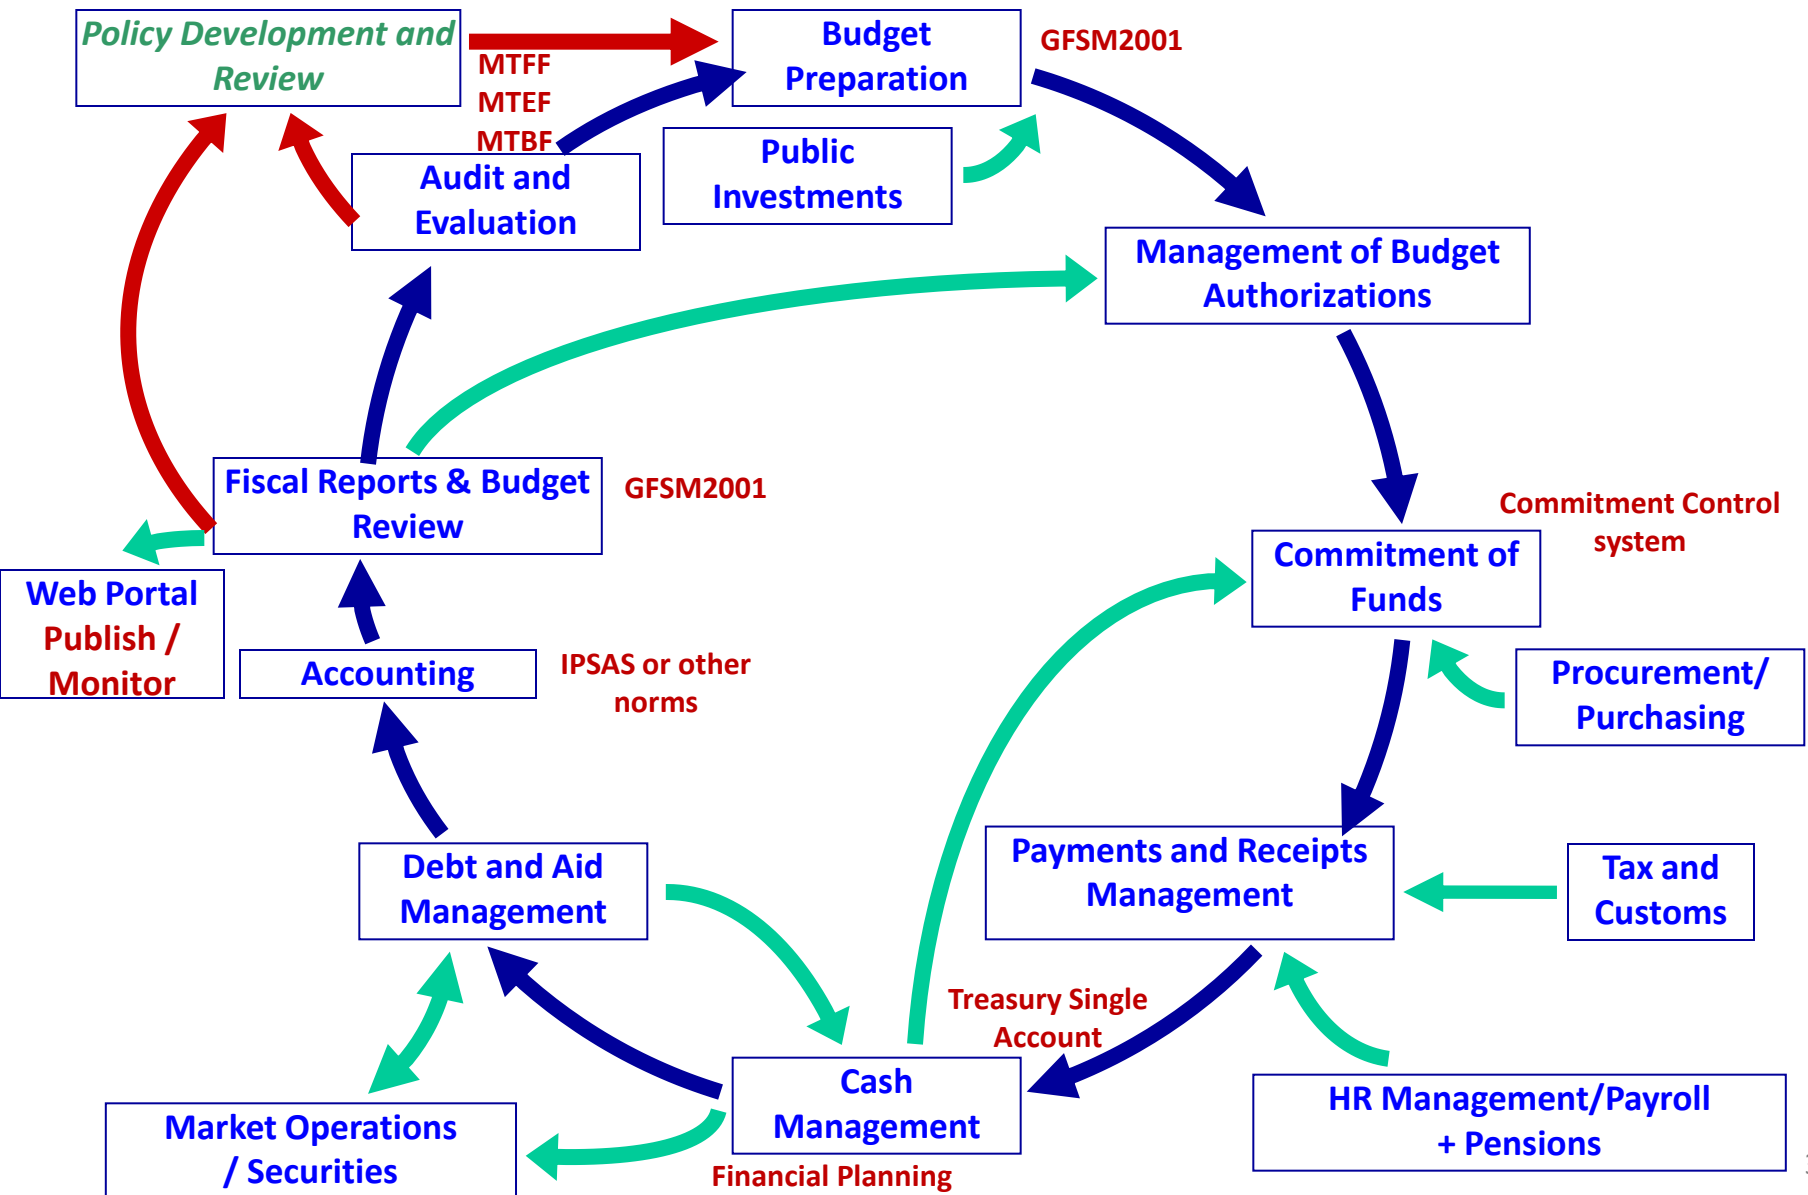 Policy Development and
Review
MTFF
MTEF
MTBF
Budget
Preparation
GFSM2001
Public
Investments
Audit and
Evaluation
Management of Budget
Authorizations
Fiscal Reports & Budget
Review
GFSM2001
Commitment Control
system
Commitment of
Funds
Web Portal
Publish /
Monitor
Accounting
IPSAS or other
norms
Procurement/
Purchasing
Debt and Aid
Management
Payments and Receipts
Management
Tax and
Customs
Treasury Single
Account
Cash
Management
Financial Planning
Market Operations
/ Securities
HR Management/Payroll
+ Pensions